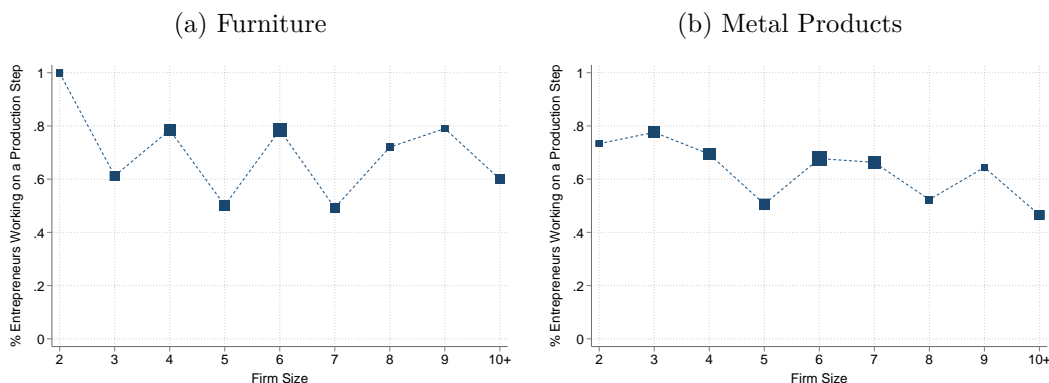 (a) Furniture
% Entrepreneurs Working on a Production Step
1
.8
.6
.4
.2
0
2 3 4 5 6 7 8 9 10+
Firm Size
(b) Metal Products
% Entrepreneurs Working on a Production Step
1
.8
.6
.4
.2
0
2 3 4 5 6 7 8 9 10+
Firm Size